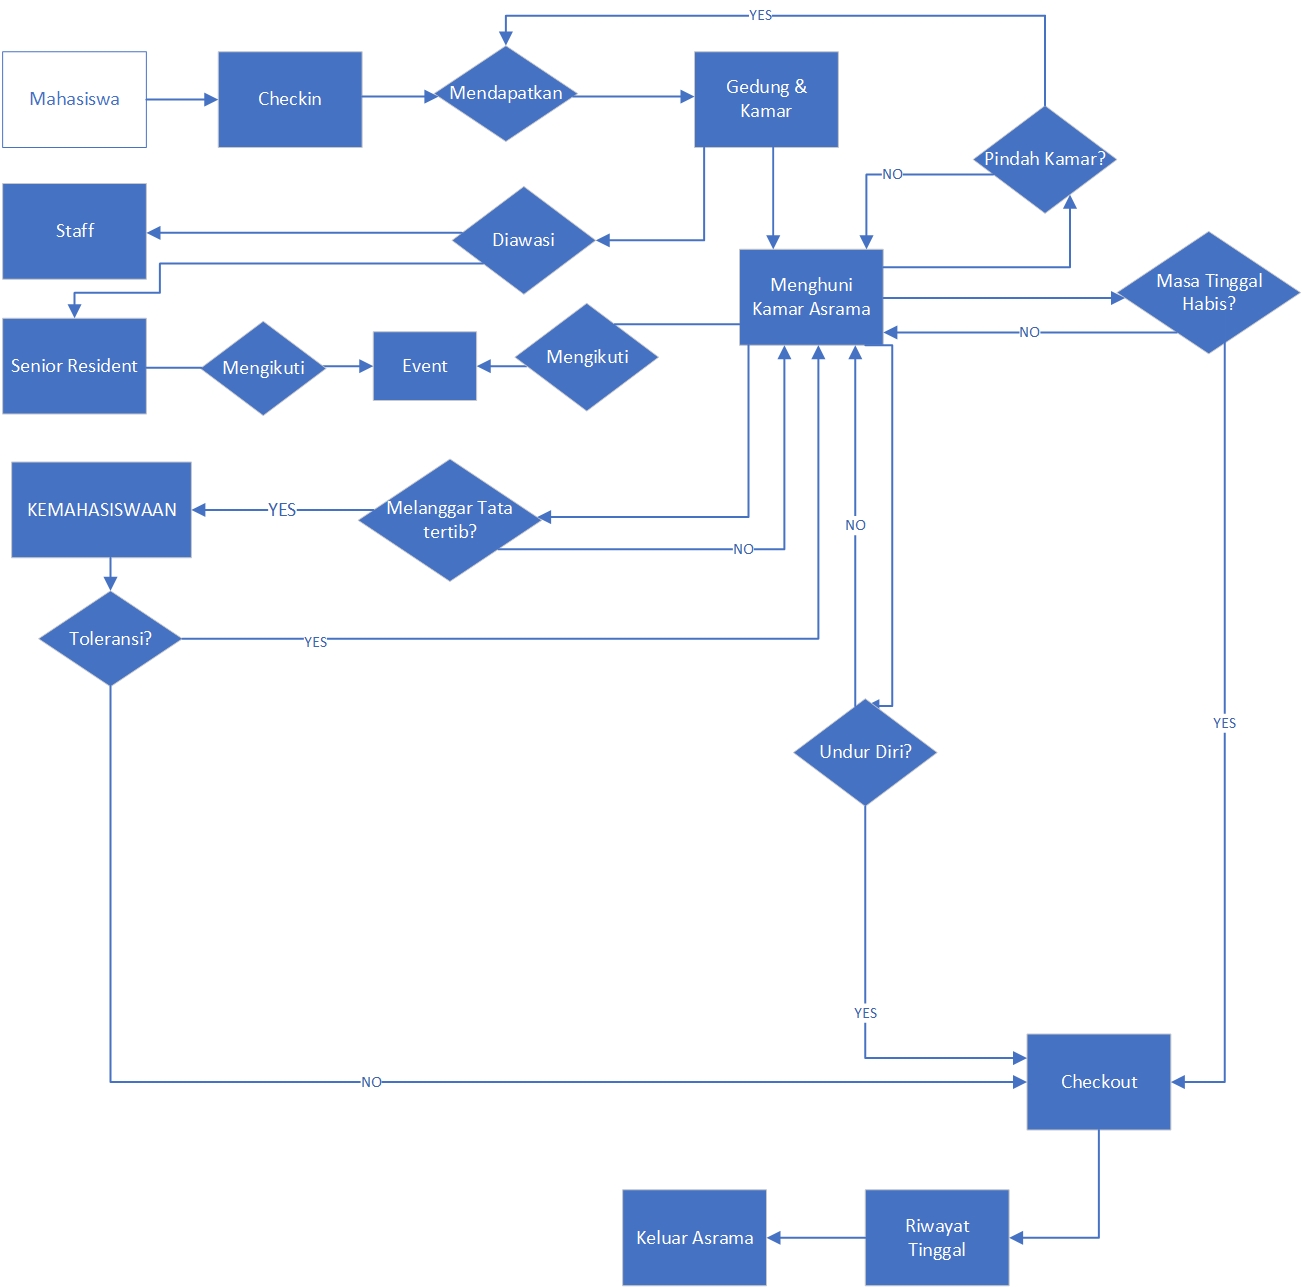 YES
Mahasiswa
Checkin
Mendapatkan
Gedung &
Kamar
Pindah Kamar?
NO
Staff
Diawasi
Menghuni
Kamar Asrama
Masa Tinggal
Habis?
NO
Senior Resident
Mengikuti
Event
Mengikuti
KEMAHASISWAAN
YES
Melanggar Tata
tertib?
NO
NO
Toleransi?
YES
YES
Undur Diri?
YES
NO
Checkout
Keluar Asrama
Riwayat
Tinggal